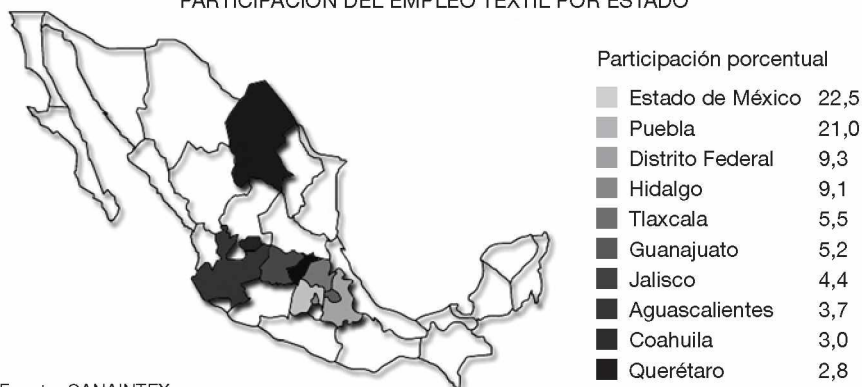 PARTICIPACIÓN DEL EMPLEO TEXTIL POR ESTADO
Participación porcentual
Estado de México 22,5
Puebla 21,0
Distrito Federal 9,3
Hidalgo 9,1
Tlaxcala 5,5
Guanajuato 5,2
Jalisco 4,4
Aguascalientes 3,7
Coahuila 3,0
Querétaro 2,8
Fuente: CANAINTEX